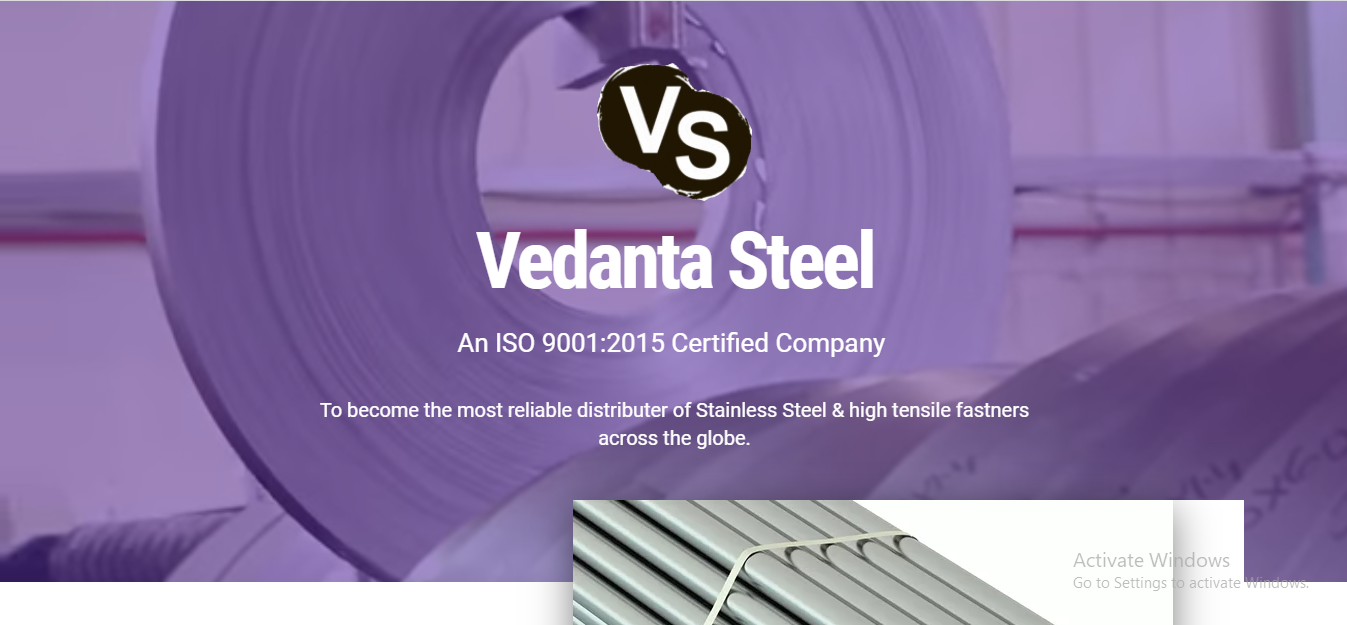 VS
Vedanta Steel
An ISO 9001:2015 Certified Company
To become the most reliable distributer of Stainless Steel & high tensile fastners
across the globe.
Activate Windows
Go to Settings to activate Windows.